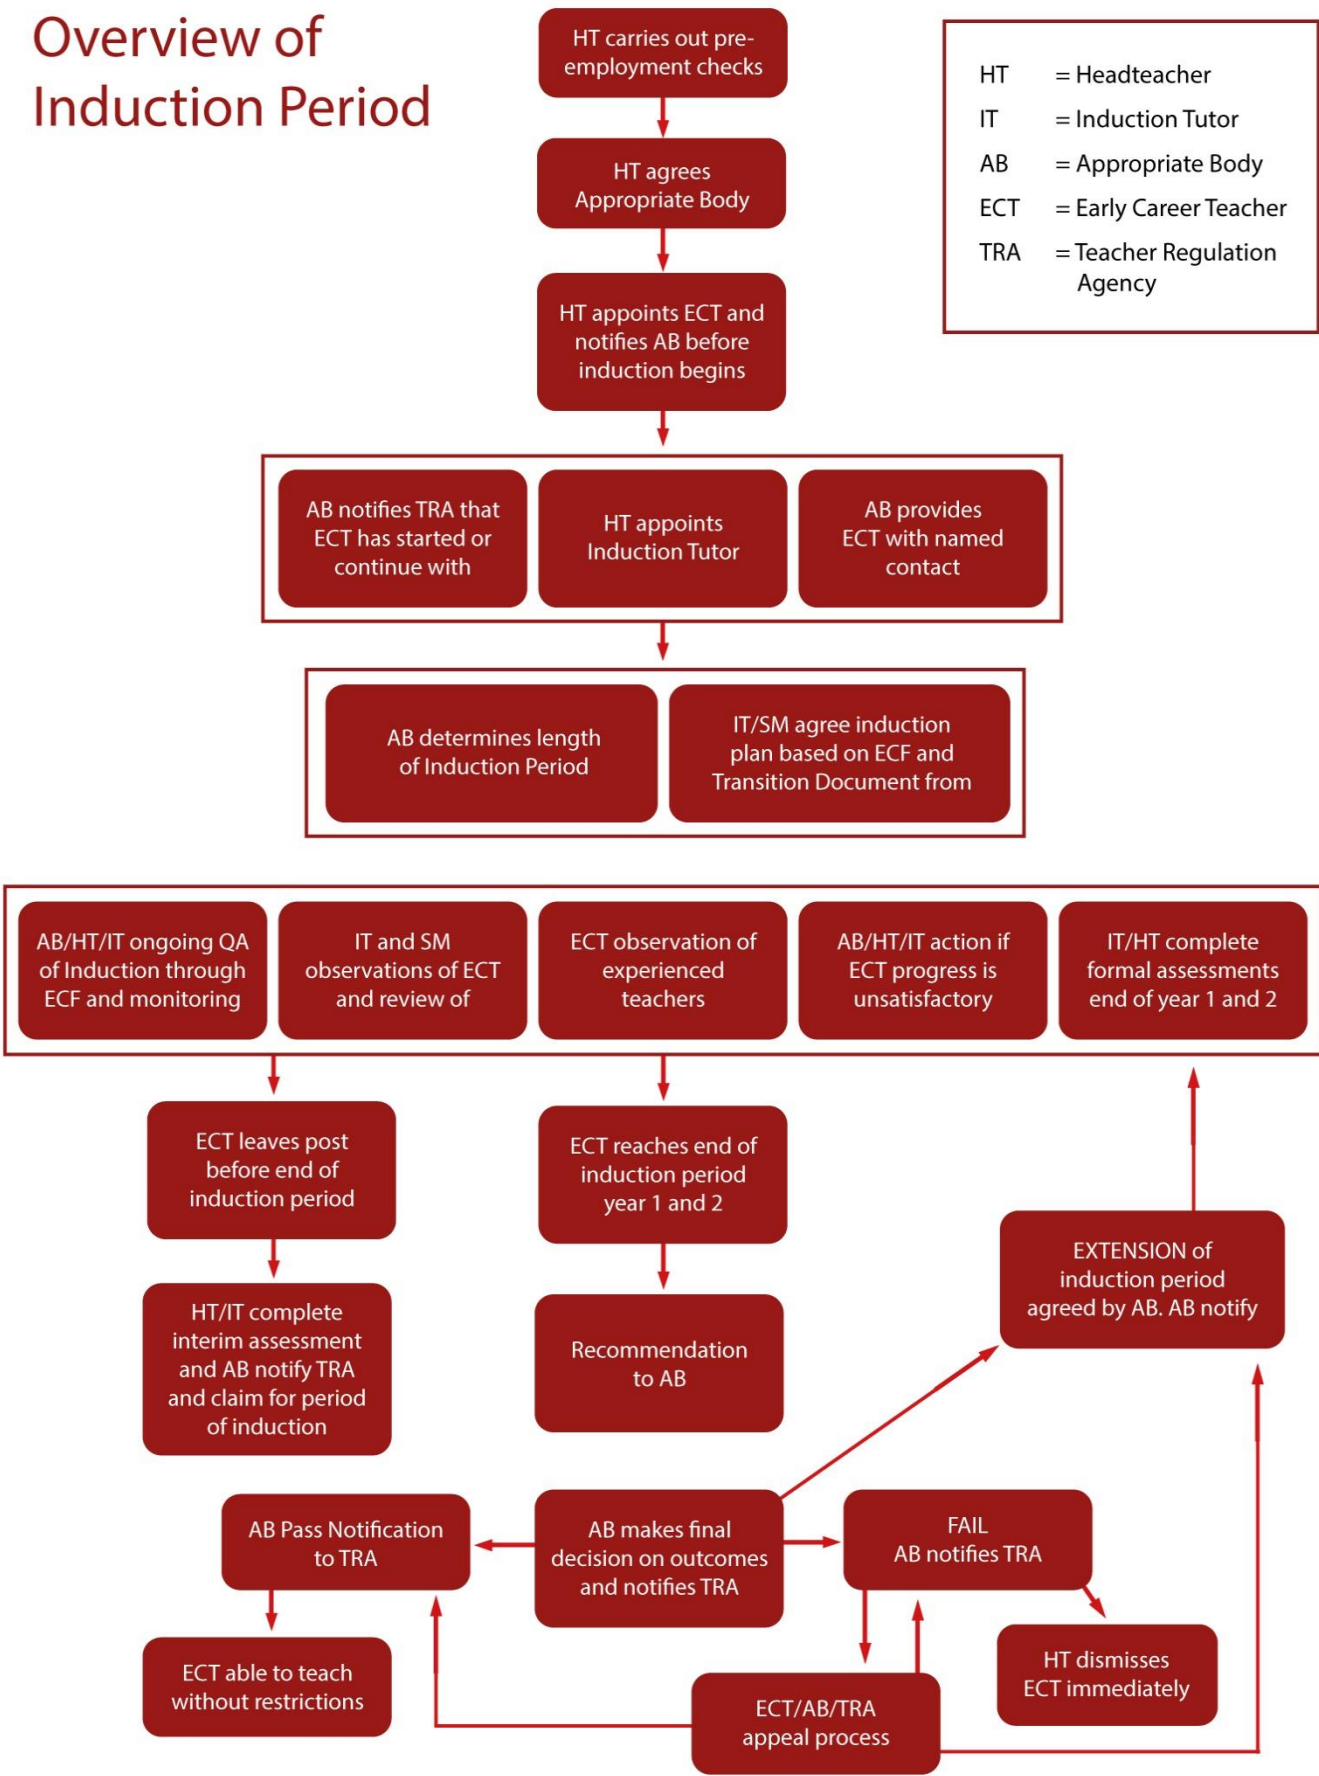 Overview of
Induction Period
HT carries out pre-
employment checks
HT = Headteacher
IT = Induction Tutor
AB = Appropriate Body
ECT = Early Career Teacher
TRA = Teacher Regulation
Agency
HT agrees
Appropriate Body
HT appoints ECT and
notifies AB before
induction begins
AB notifies TRA that
ECT has started or
continue with
HT appoints
Induction Tutor
AB provides
ECT with named
contact
AB determines length
of Induction Period
IT/SM agree induction
plan based on ECF and
Transition Document from
AB/HT/IT ongoing QA
of Induction through
ECF and monitoring
IT and SM
observations of ECT
and review of
ECT observation of
experienced
teachers
AB/HT/IT action if
ECT progress is
unsatisfactory
IT/HT complete
formal assessments
end of year 1 and 2
ECT leaves post
before end of
induction period
ECT reaches end of
induction period
year 1 and 2
EXTENSION of
induction period
agreed by AB. AB notify
HT/IT complete
interim assessment
and AB notify TRA
and claim for period
of induction
Recommendation
to AB
AB Pass Notification
to TRA
AB makes final
decision on outcomes
and notifies TRA
FAIL
AB notifies TRA
ECT able to teach
without restrictions
ECT/AB/TRA
appeal process
HT dismisses
ECT immediately